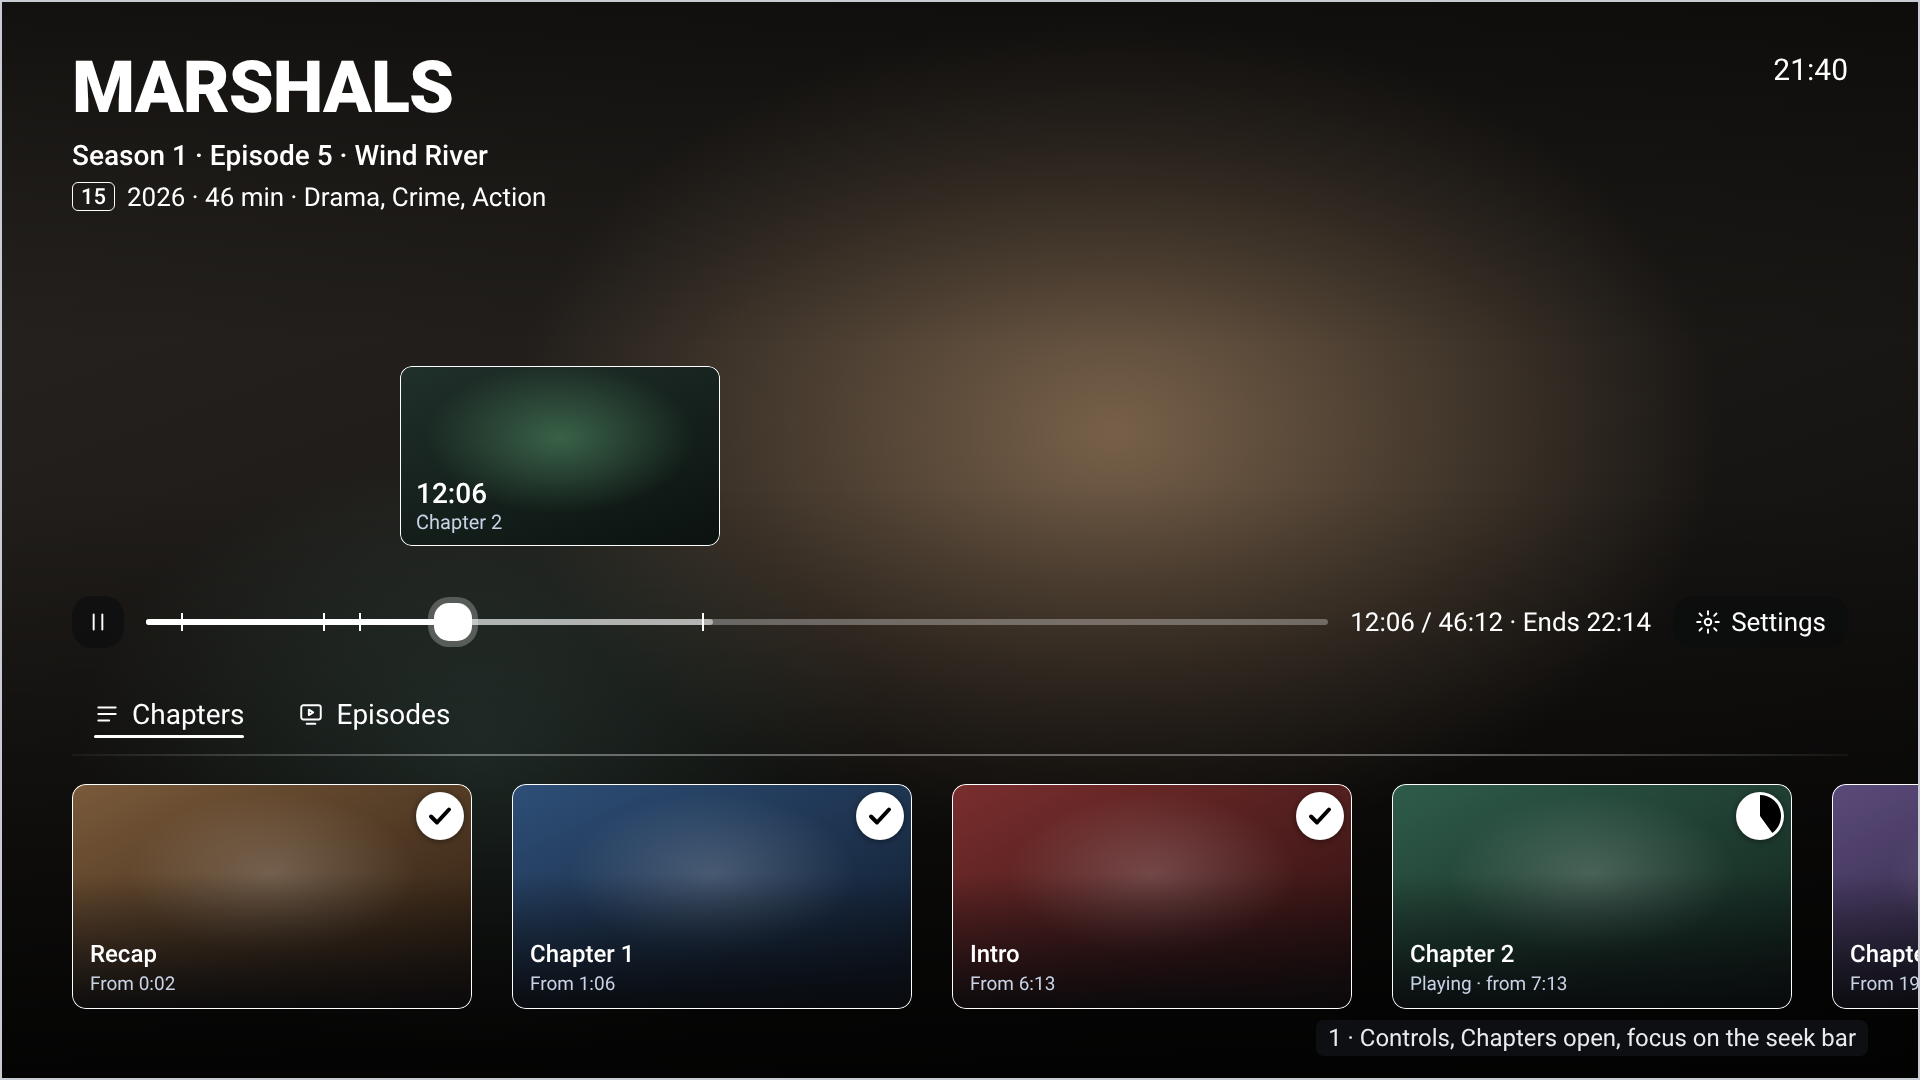 MARSHALS
21:40
Season 1 · Episode 5 · Wind River
15 2026 · 46 min · Drama, Crime, Action
12:06
Chapter 2
12:06 / 46:12 · Ends 22:14
Settings
Chapters
Episodes
Recap
From 0:02
Chapter 1
From 1:06
Intro
From 6:13
Chapter 2
Playing · from 7:13
Chapte
From 19
1 · Controls, Chapters open, focus on the seek bar